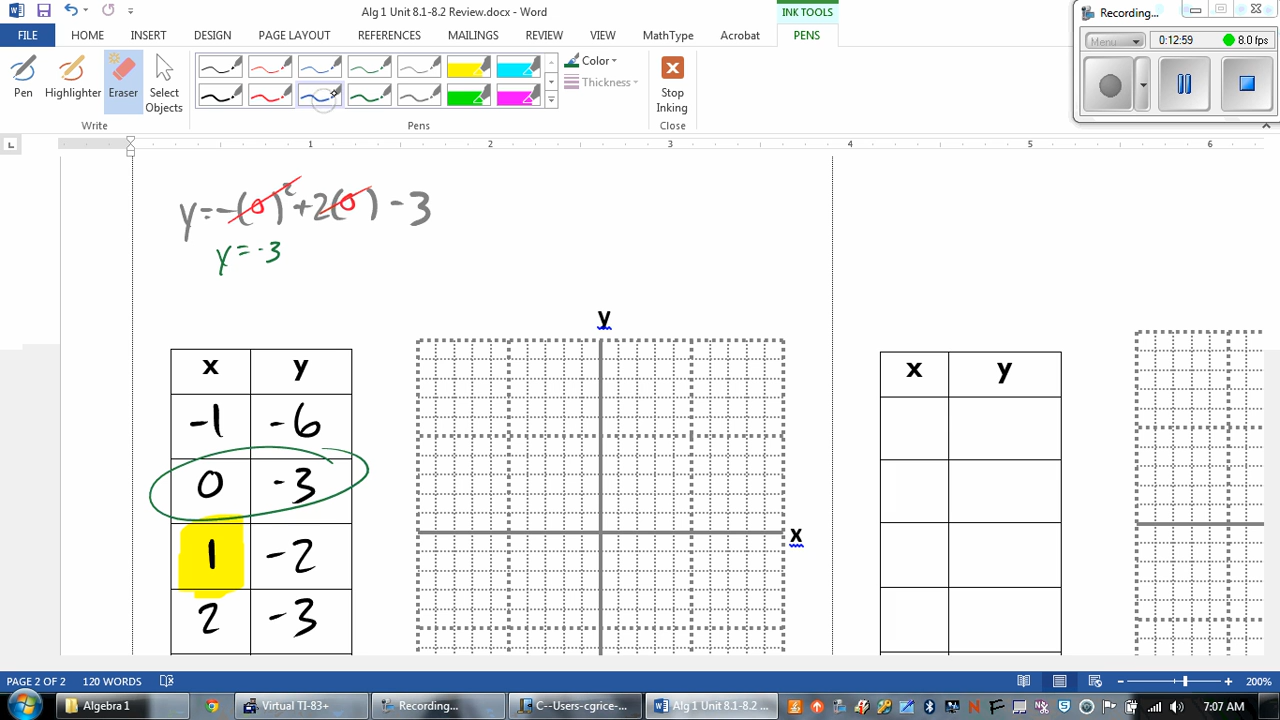 Alg 1 Unit 8.1-8.2 Review.docx - Word
INK TOOLS
FILE
HOME
INSERT
DESIGN
PAGE LAYOUT
REFERENCES
MAILINGS
REVIEW
VIEW
MathType
Acrobat
PENS
Recording...
Menu
0:12:59
8.0 fps
Pen
Highlighter
Eraser
Select Objects
Color
Thickness
Stop Inking
Write
Pens
Close
1 2 3 4 5 6
y=-(0)²+2(0)-3
y=-3
y
x
x y
-1 -6
0 -3
1 -2
2 -3
x y
PAGE 2 OF 2
120 WORDS
200%
Algebra 1
Virtual TI-83+
Recording...
C--Users-cgrice-...
Alg 1 Unit 8.1-8.2 ...
7:07 AM